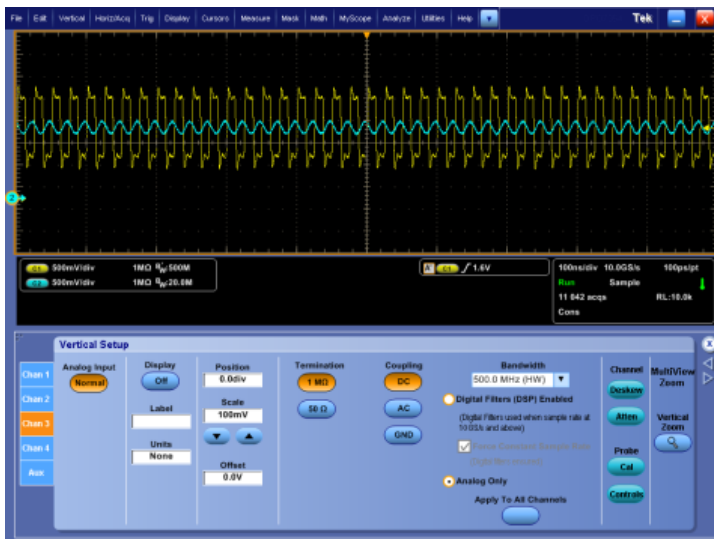 File Edit Vertical Horiz/Acq Trig Display Cursors Measure Mask Math MyScope Analyze Utilities Help Tek X
2
C1 500mV/div 1MΩ BW:500M
C2 500mV/div 1MΩ BW:20.0M
A' C1 1.6V
100ns/div 10.0GS/s 100ps/pt
Run Sample
11 042 acqs RL:10.0k
Cons
Vertical Setup
X
Chan 1
Chan 2
Chan 3
Chan 4
Aux
Analog Input
Normal
Display
Off
Label
Units
None
Position
0.0div
Scale
100mV
Offset
0.0V
Termination
1 MΩ
50 Ω
Coupling
DC
AC
GND
Bandwidth
500.0 MHz (HW)
Digital Filters (DSP) Enabled
(Digital Filters used when sample rate at
10GS/s and above)
Analog Only
Apply To All Channels
Channel
Deskew
Atten
Probe
Cal
Controls
MultiView
Zoom
Vertical
Zoom